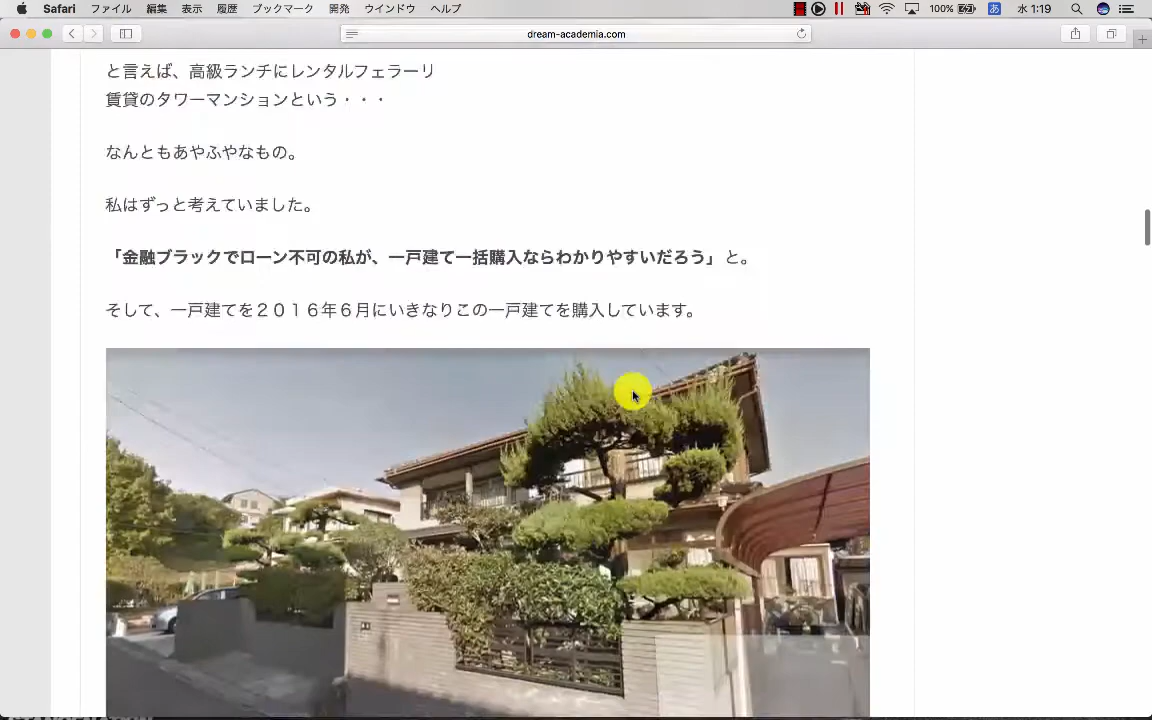 Safari ファイル 編集 表示 履歴 ブックマーク 開発 ウインドウ ヘルプ 100% あ 水 1:19
dream-academia.com
と言えば、高級ランチにレンタルフェラーリ
賃貸のタワーマンションという・・・
なんともあやふやなもの。
私はずっと考えていました。
「金融ブラックでローン不可の私が、一戸建て一括購入ならわかりやすいだろう」と。
そして、一戸建てを２０１６年６月にいきなりこの一戸建てを購入しています。